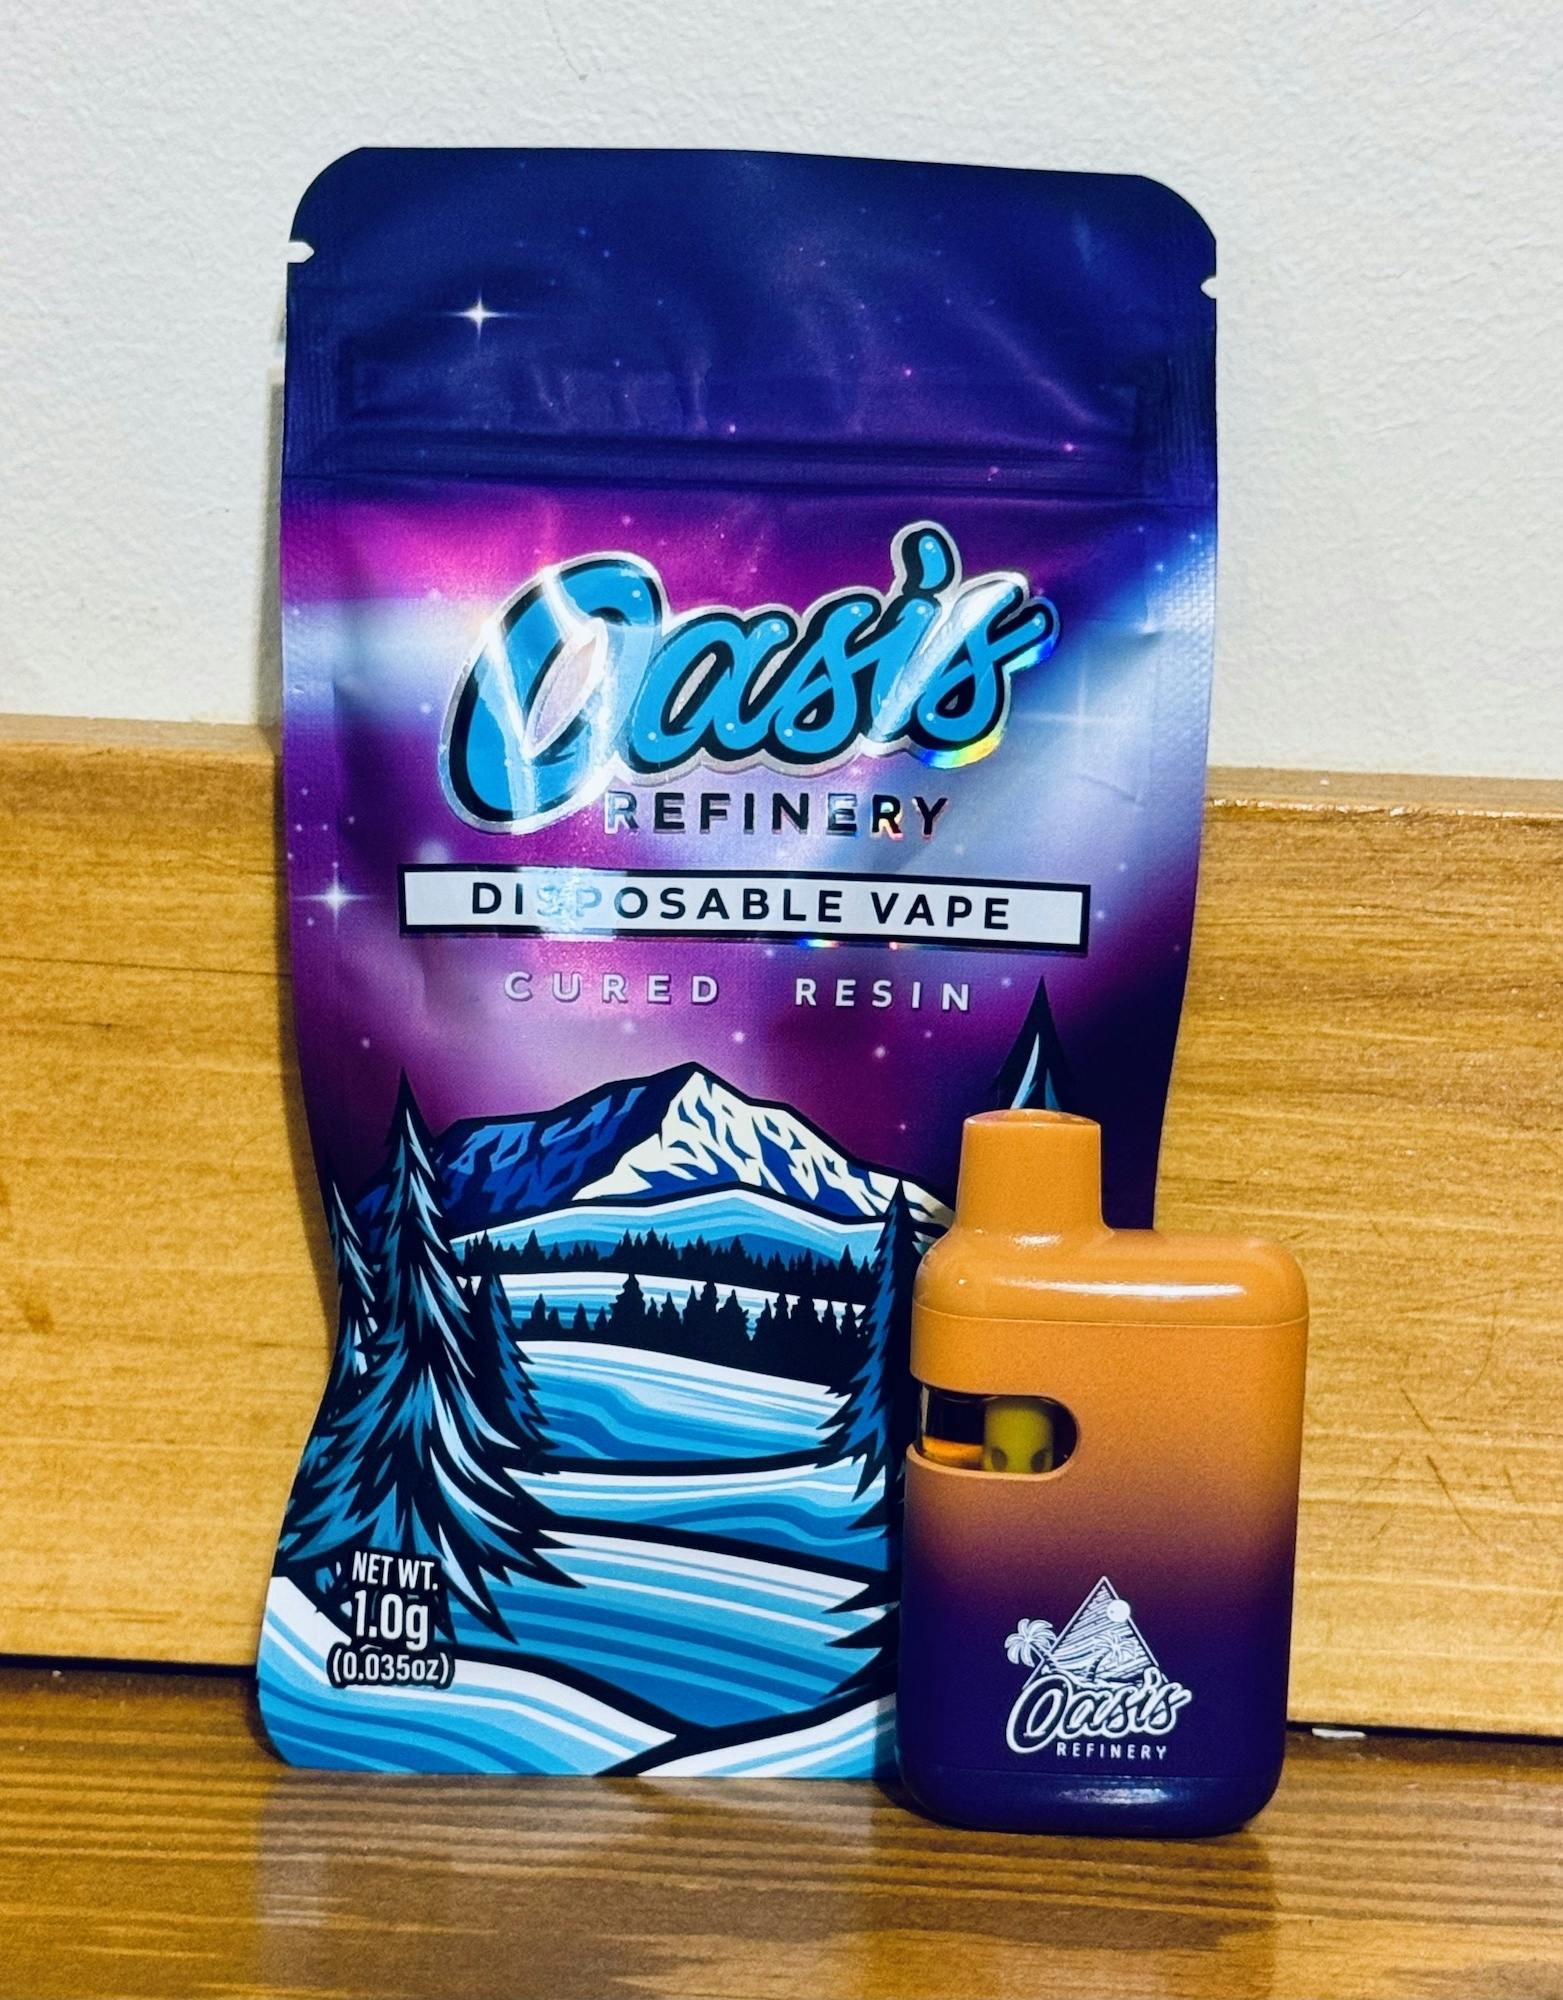 Oasis
REFINERY
DISPOSABLE VAPE
CURED RESIN
NET WT.
1.0g
(0.035oz)
Oasis
REFINERY